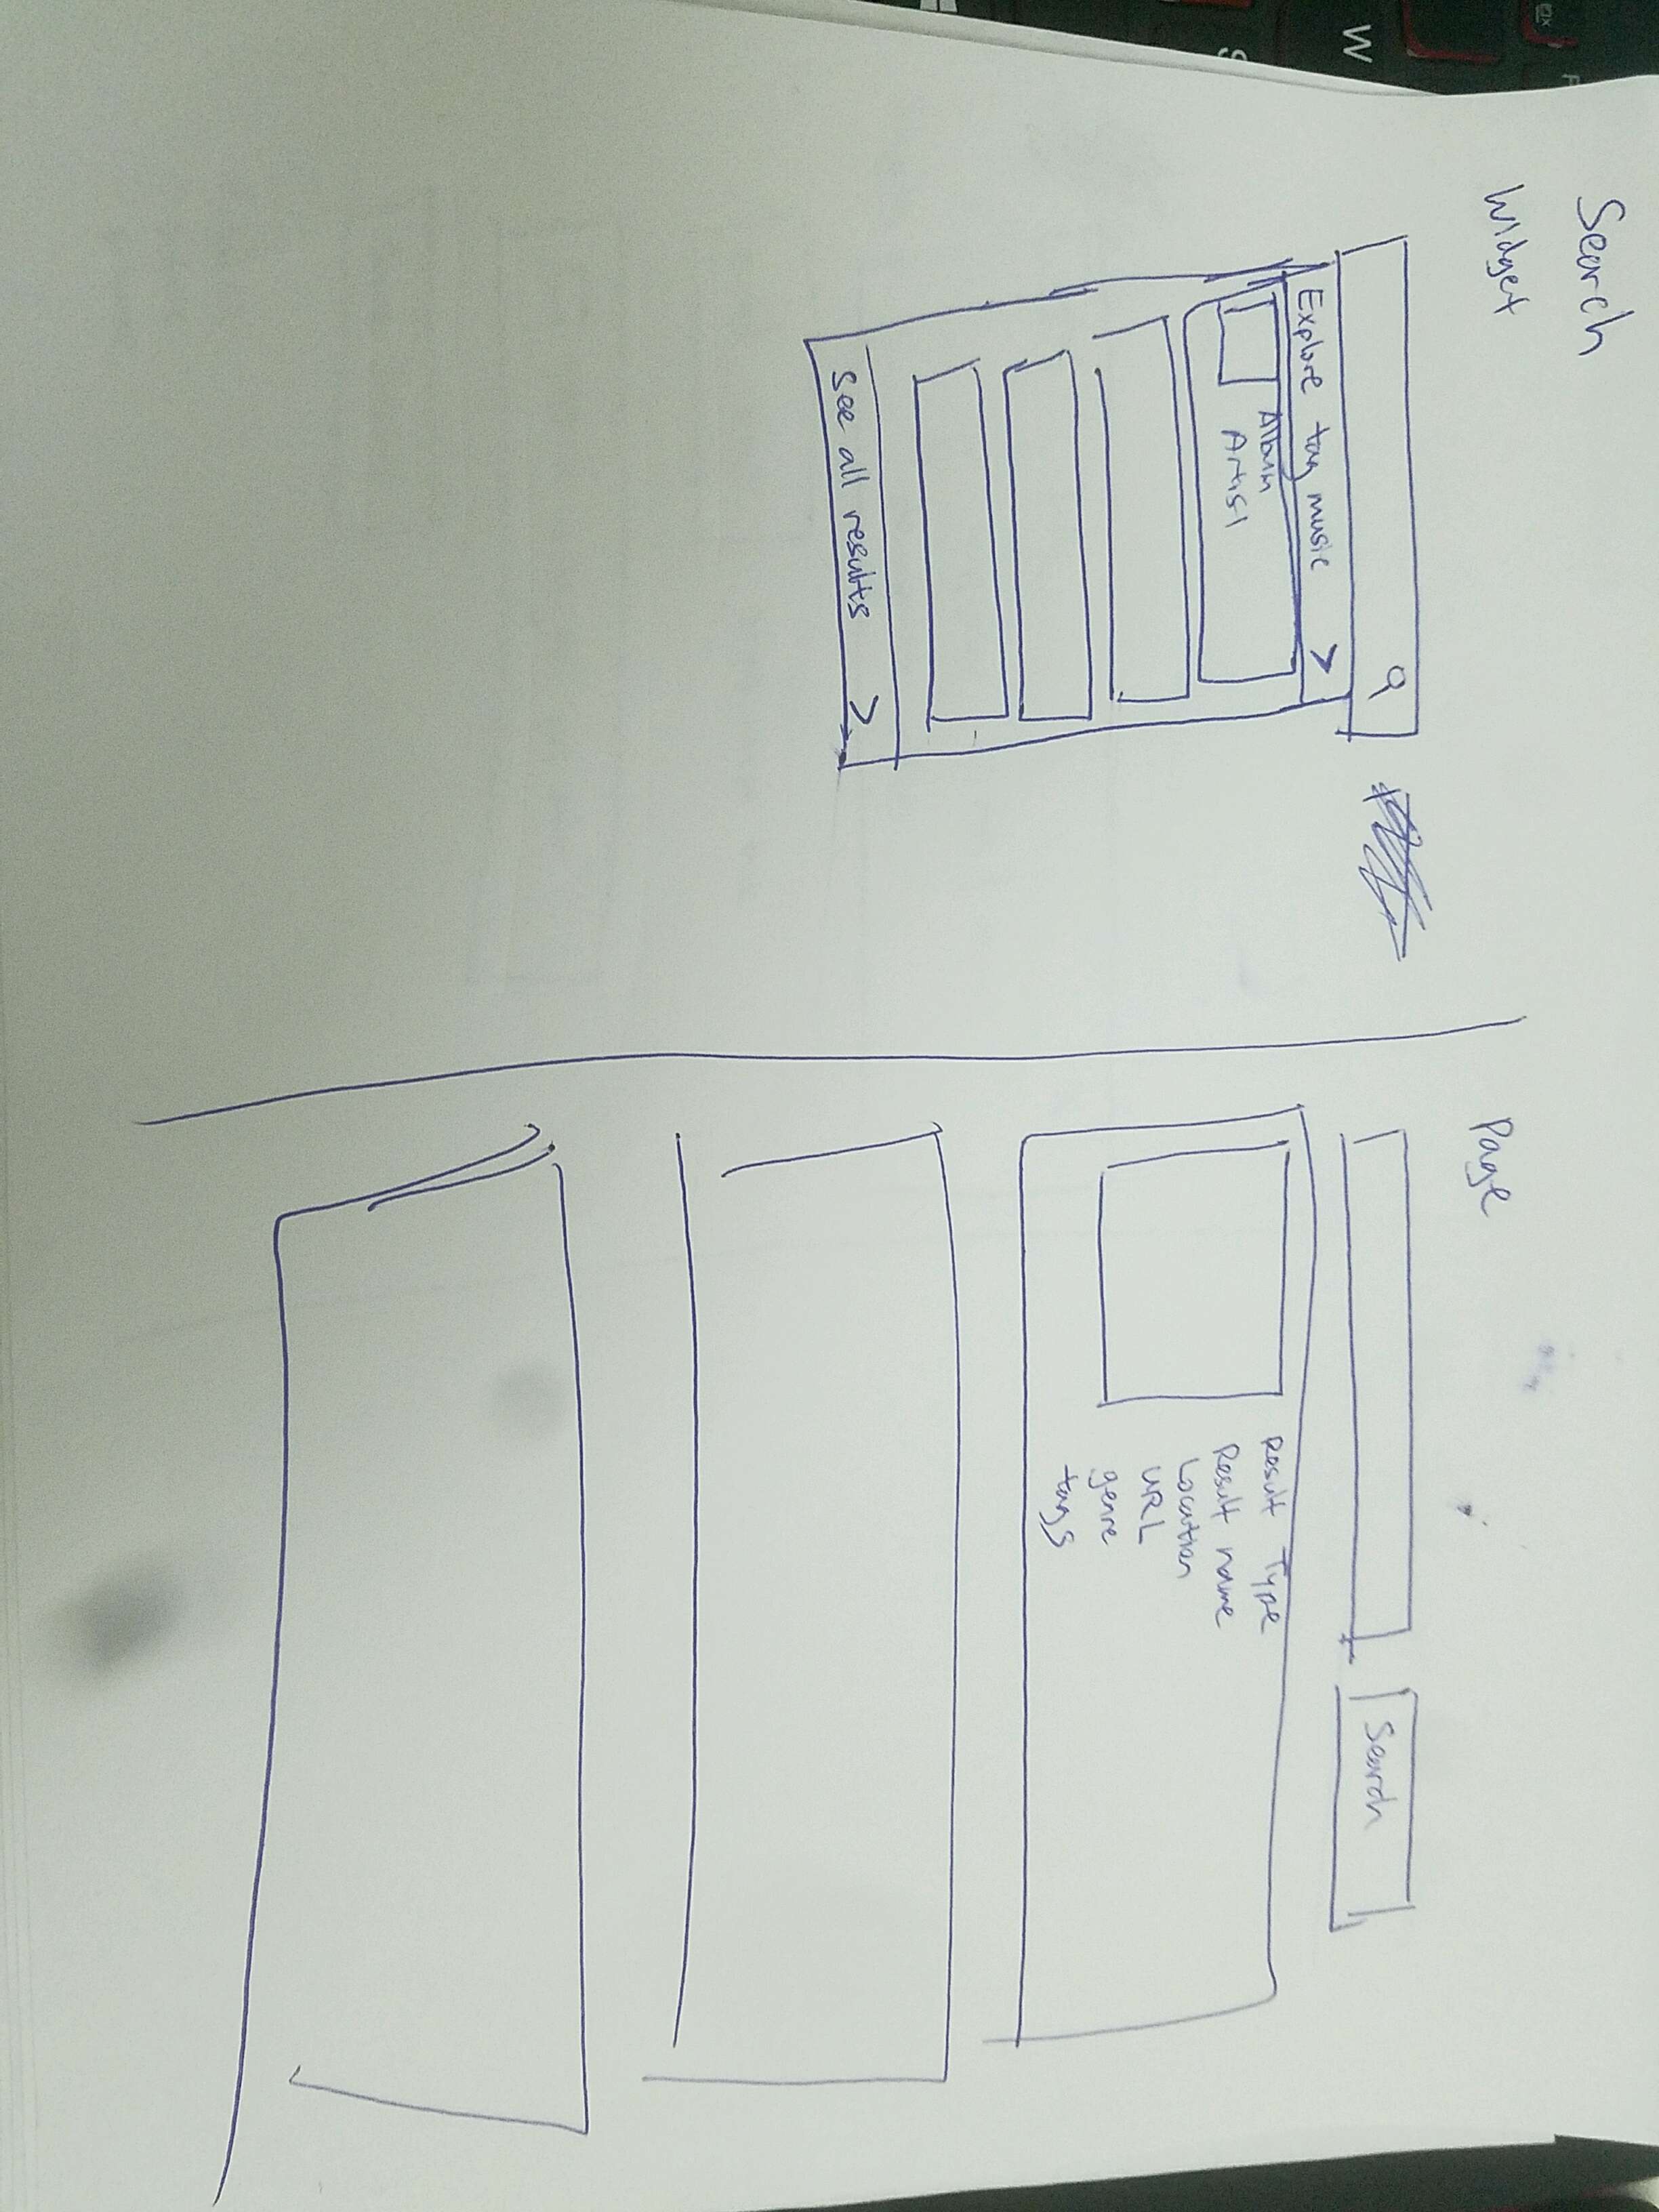 Search
Widget
Explore tag music >
Album
Artist
See all results >
Page
Search
Result Type
Result name
Location
URL
genre
tags
W
S
F